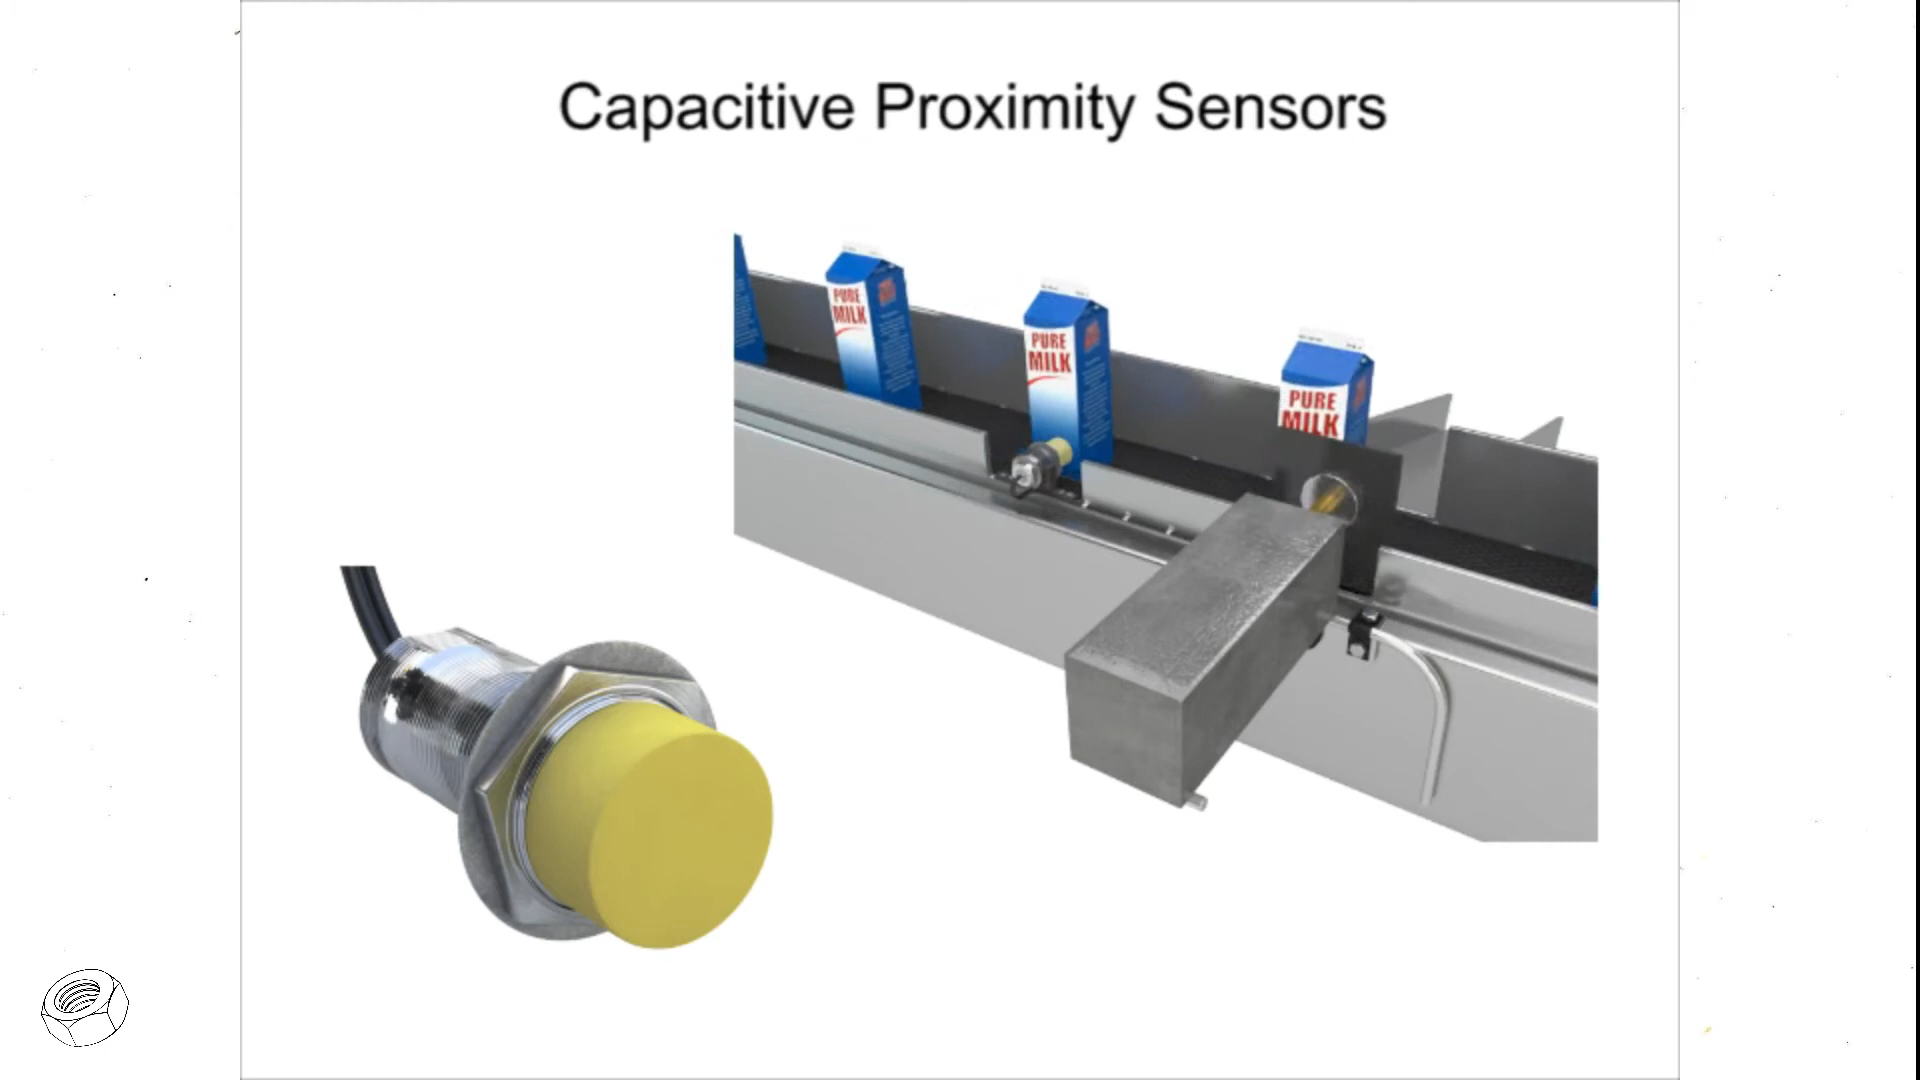 Capacitive Proximity Sensors
PURE
MILK
PURE
MILK
PURE
MILK